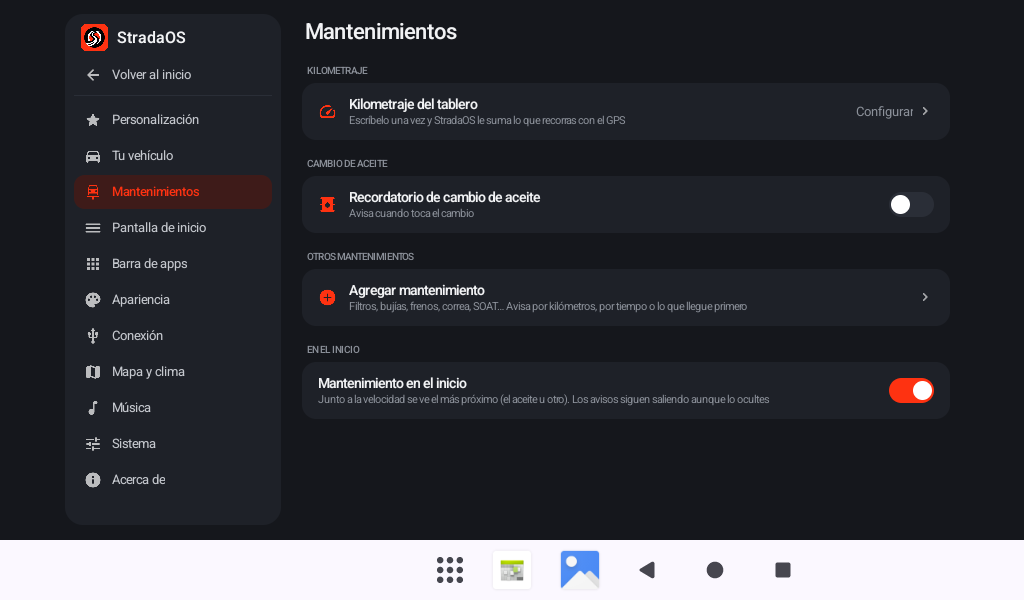 StradaOS
Volver al inicio
Personalización
Tu vehículo
Mantenimientos
Pantalla de inicio
Barra de apps
Apariencia
Conexión
Mapa y clima
Música
Sistema
Acerca de
Mantenimientos
KILOMETRAJE
Kilometraje del tablero
Escríbelo una vez y StradaOS le suma lo que recorras con el GPS
Configurar
CAMBIO DE ACEITE
Recordatorio de cambio de aceite
Avisa cuando toca el cambio
OTROS MANTENIMIENTOS
Agregar mantenimiento
Filtros, bujías, frenos, correa, SOAT... Avisa por kilómetros, por tiempo o lo que llegue primero
EN EL INICIO
Mantenimiento en el inicio
Junto a la velocidad se ve el más próximo (el aceite u otro). Los avisos siguen saliendo aunque lo ocultes